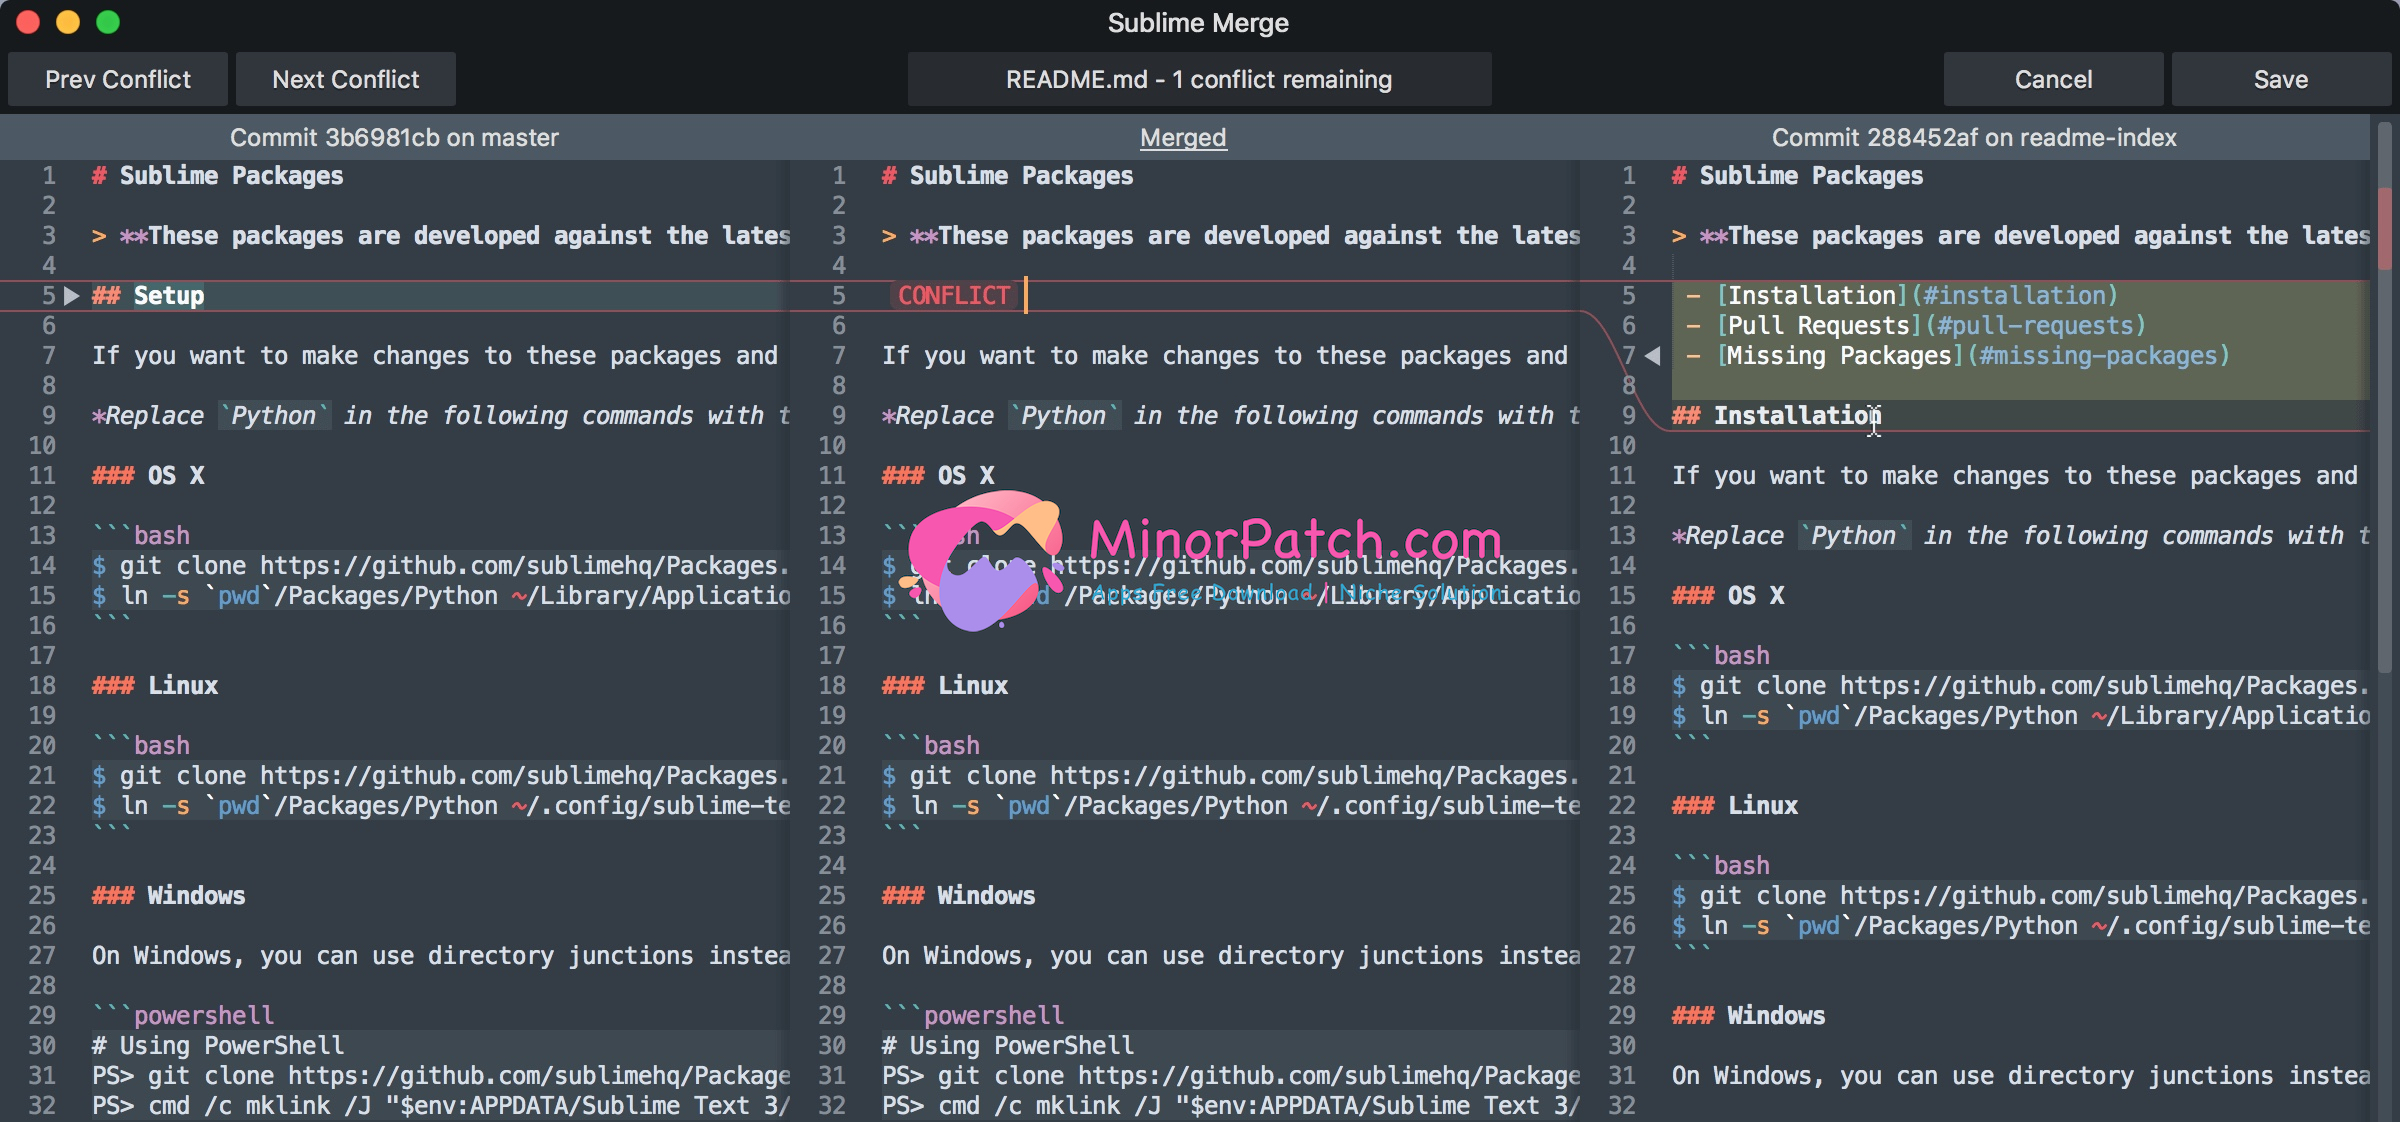 Sublime Merge
Prev Conflict
Next Conflict
README.md - 1 conflict remaining
Cancel
Save
Commit 3b6981cb on master
1 # Sublime Packages
2
3 > **These packages are developed against the lates
4
5 ## Setup
6
7 If you want to make changes to these packages and
8
9 *Replace `Python` in the following commands with t
10
11 ### OS X
12
13 ```bash
14 $ git clone https://github.com/sublimehq/Packages.
15 $ ln -s `pwd`/Packages/Python ~/Library/Applicatio
16 ```
17
18 ### Linux
19
20 ```bash
21 $ git clone https://github.com/sublimehq/Packages.
22 $ ln -s `pwd`/Packages/Python ~/.config/sublime-te
23 ```
24
25 ### Windows
26
27 On Windows, you can use directory junctions instea
28
29 ```powershell
30 # Using PowerShell
31 PS> git clone https://github.com/sublimehq/Package
32 PS> cmd /c mklink /J "$env:APPDATA/Sublime Text 3/
Merged
1 # Sublime Packages
2
3 > **These packages are developed against the lates
4
5 CONFLICT
6
7 If you want to make changes to these packages and
8
9 *Replace `Python` in the following commands with t
10
11 ### OS X
12
13
14 $ clone https://github.com/sublimehq/Packages.
15 $ /Packages/Python ~/Library/Applicatio
16 ```
17
18 ### Linux
19
20 ```bash
21 $ git clone https://github.com/sublimehq/Packages.
22 $ ln -s `pwd`/Packages/Python ~/.config/sublime-te
23 ```
24
25 ### Windows
26
27 On Windows, you can use directory junctions instea
28
29 ```powershell
30 # Using PowerShell
31 PS> git clone https://github.com/sublimehq/Package
32 PS> cmd /c mklink /J "$env:APPDATA/Sublime Text 3/
MinorPatch.com
Apps Free Download | Niche Solution
Commit 288452af on readme-index
1 # Sublime Packages
2
3 > **These packages are developed against the lates
4
5 - [Installation](#installation)
6 - [Pull Requests](#pull-requests)
7 - [Missing Packages](#missing-packages)
8
9 ## Installation
10
11 If you want to make changes to these packages and
12
13 *Replace `Python` in the following commands with t
14
15 ### OS X
16
17 ```bash
18 $ git clone https://github.com/sublimehq/Packages.
19 $ ln -s `pwd`/Packages/Python ~/Library/Applicatio
20 ```
21
22 ### Linux
23
24 ```bash
25 $ git clone https://github.com/sublimehq/Packages.
26 $ ln -s `pwd`/Packages/Python ~/.config/sublime-te
27 ```
28
29 ### Windows
30
31 On Windows, you can use directory junctions instea
32